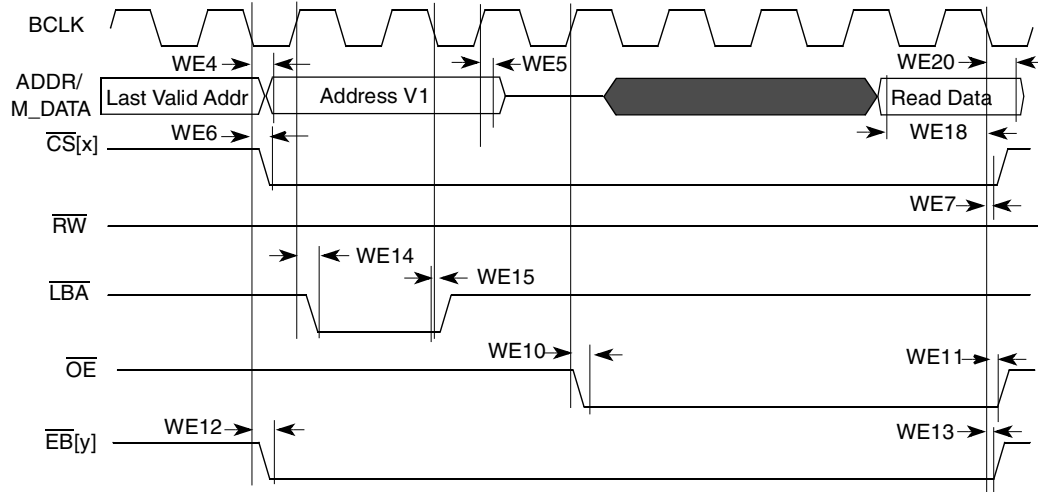 BCLK
WE4
WE5
WE20
ADDR/
M_DATA
Last Valid Addr
Address V1
Read Data
WE6
WE18
CS[x]
WE7
RW
WE14
WE15
LBA
WE10
WE11
OE
WE12
WE13
EB[y]